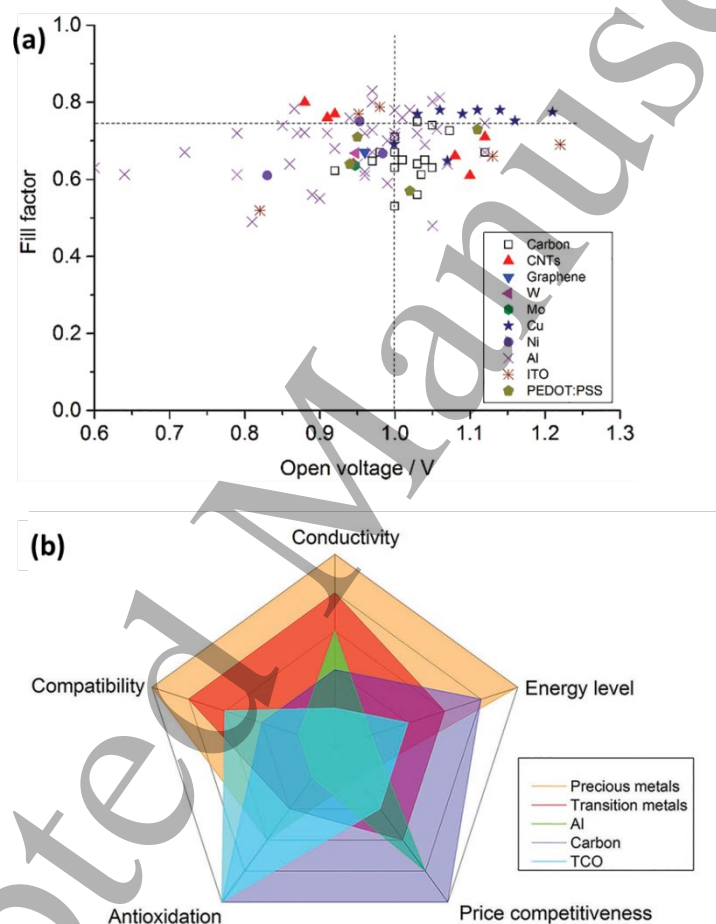 (a)
1.0
0.8
0.6
0.4
0.2
0.0
Fill factor
0.6 0.7 0.8 0.9 1.0 1.1 1.2 1.3
Open voltage / V
Carbon
CNTs
Graphene
W
Mo
Cu
Ni
Al
ITO
PEDOT:PSS
(b)
Conductivity
Compatibility
Energy level
Precious metals
Transition metals
Al
Carbon
TCO
Antioxidation
Price competitiveness
oted Manus